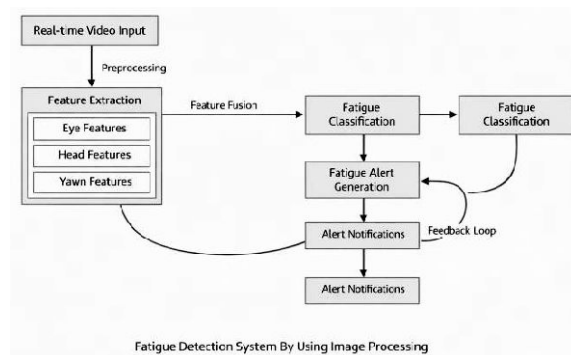 Real-time Video Input
Preprocessing
Feature Extraction
Eye Features
Head Features
Yawn Features
Feature Fusion
Fatigue
Classification
Fatigue
Classification
Fatigue Alert
Generation
Alert Notifications
Feedback Loop
Alert Notifications
Fatigue Detection System By Using Image Processing